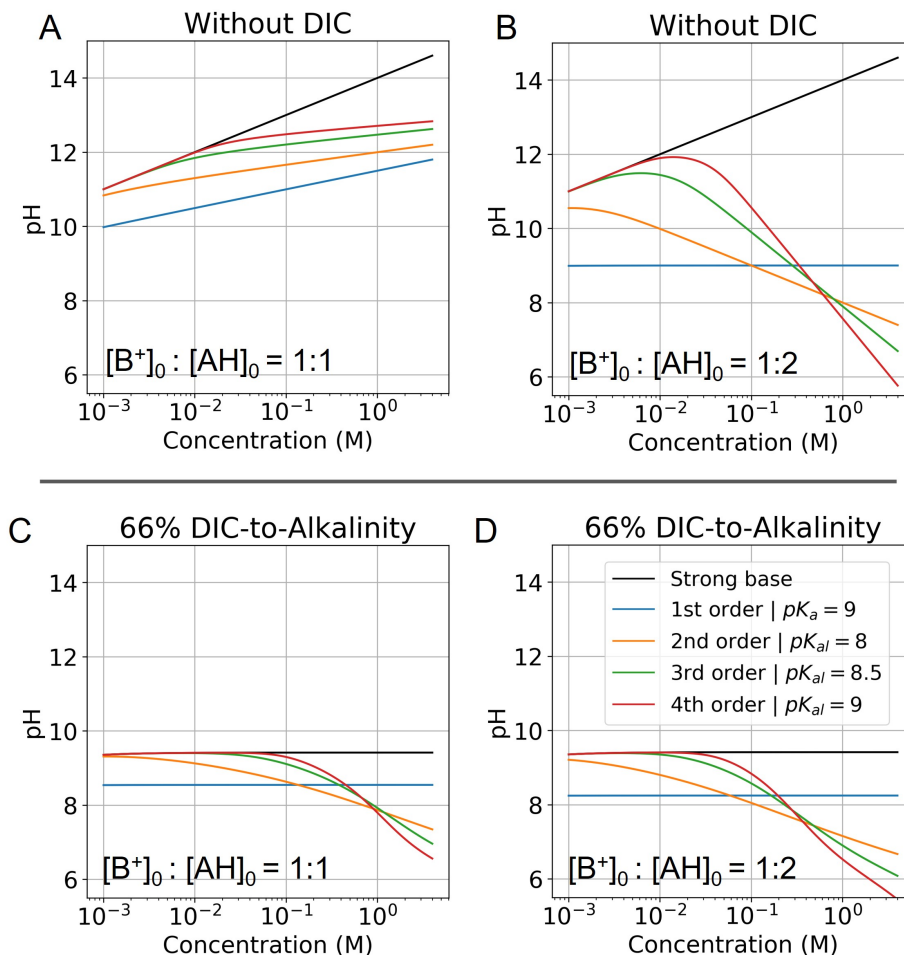 A
Without DIC
14
12
10
8
6
pH
[B⁺]₀ : [AH]₀ = 1:1
10⁻³ 10⁻² 10⁻¹ 10⁰
Concentration (M)
B
Without DIC
14
12
10
8
6
pH
[B⁺]₀ : [AH]₀ = 1:2
10⁻³ 10⁻² 10⁻¹ 10⁰
Concentration (M)
C
66% DIC-to-Alkalinity
14
12
10
8
6
pH
[B⁺]₀ : [AH]₀ = 1:1
10⁻³ 10⁻² 10⁻¹ 10⁰
Concentration (M)
D
66% DIC-to-Alkalinity
14
12
10
8
6
pH
Strong base
1st order | pKₐ = 9
2nd order | pKₐₗ = 8
3rd order | pKₐₗ = 8.5
4th order | pKₐₗ = 9
[B⁺]₀ : [AH]₀ = 1:2
10⁻³ 10⁻² 10⁻¹ 10⁰
Concentration (M)